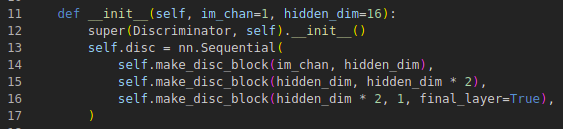 11 def __init__(self, im_chan=1, hidden_dim=16):
12 super(Discriminator, self).__init__()
13 self.disc = nn.Sequential(
14 self.make_disc_block(im_chan, hidden_dim),
15 self.make_disc_block(hidden_dim, hidden_dim * 2),
16 self.make_disc_block(hidden_dim * 2, 1, final_layer=True),
17 )